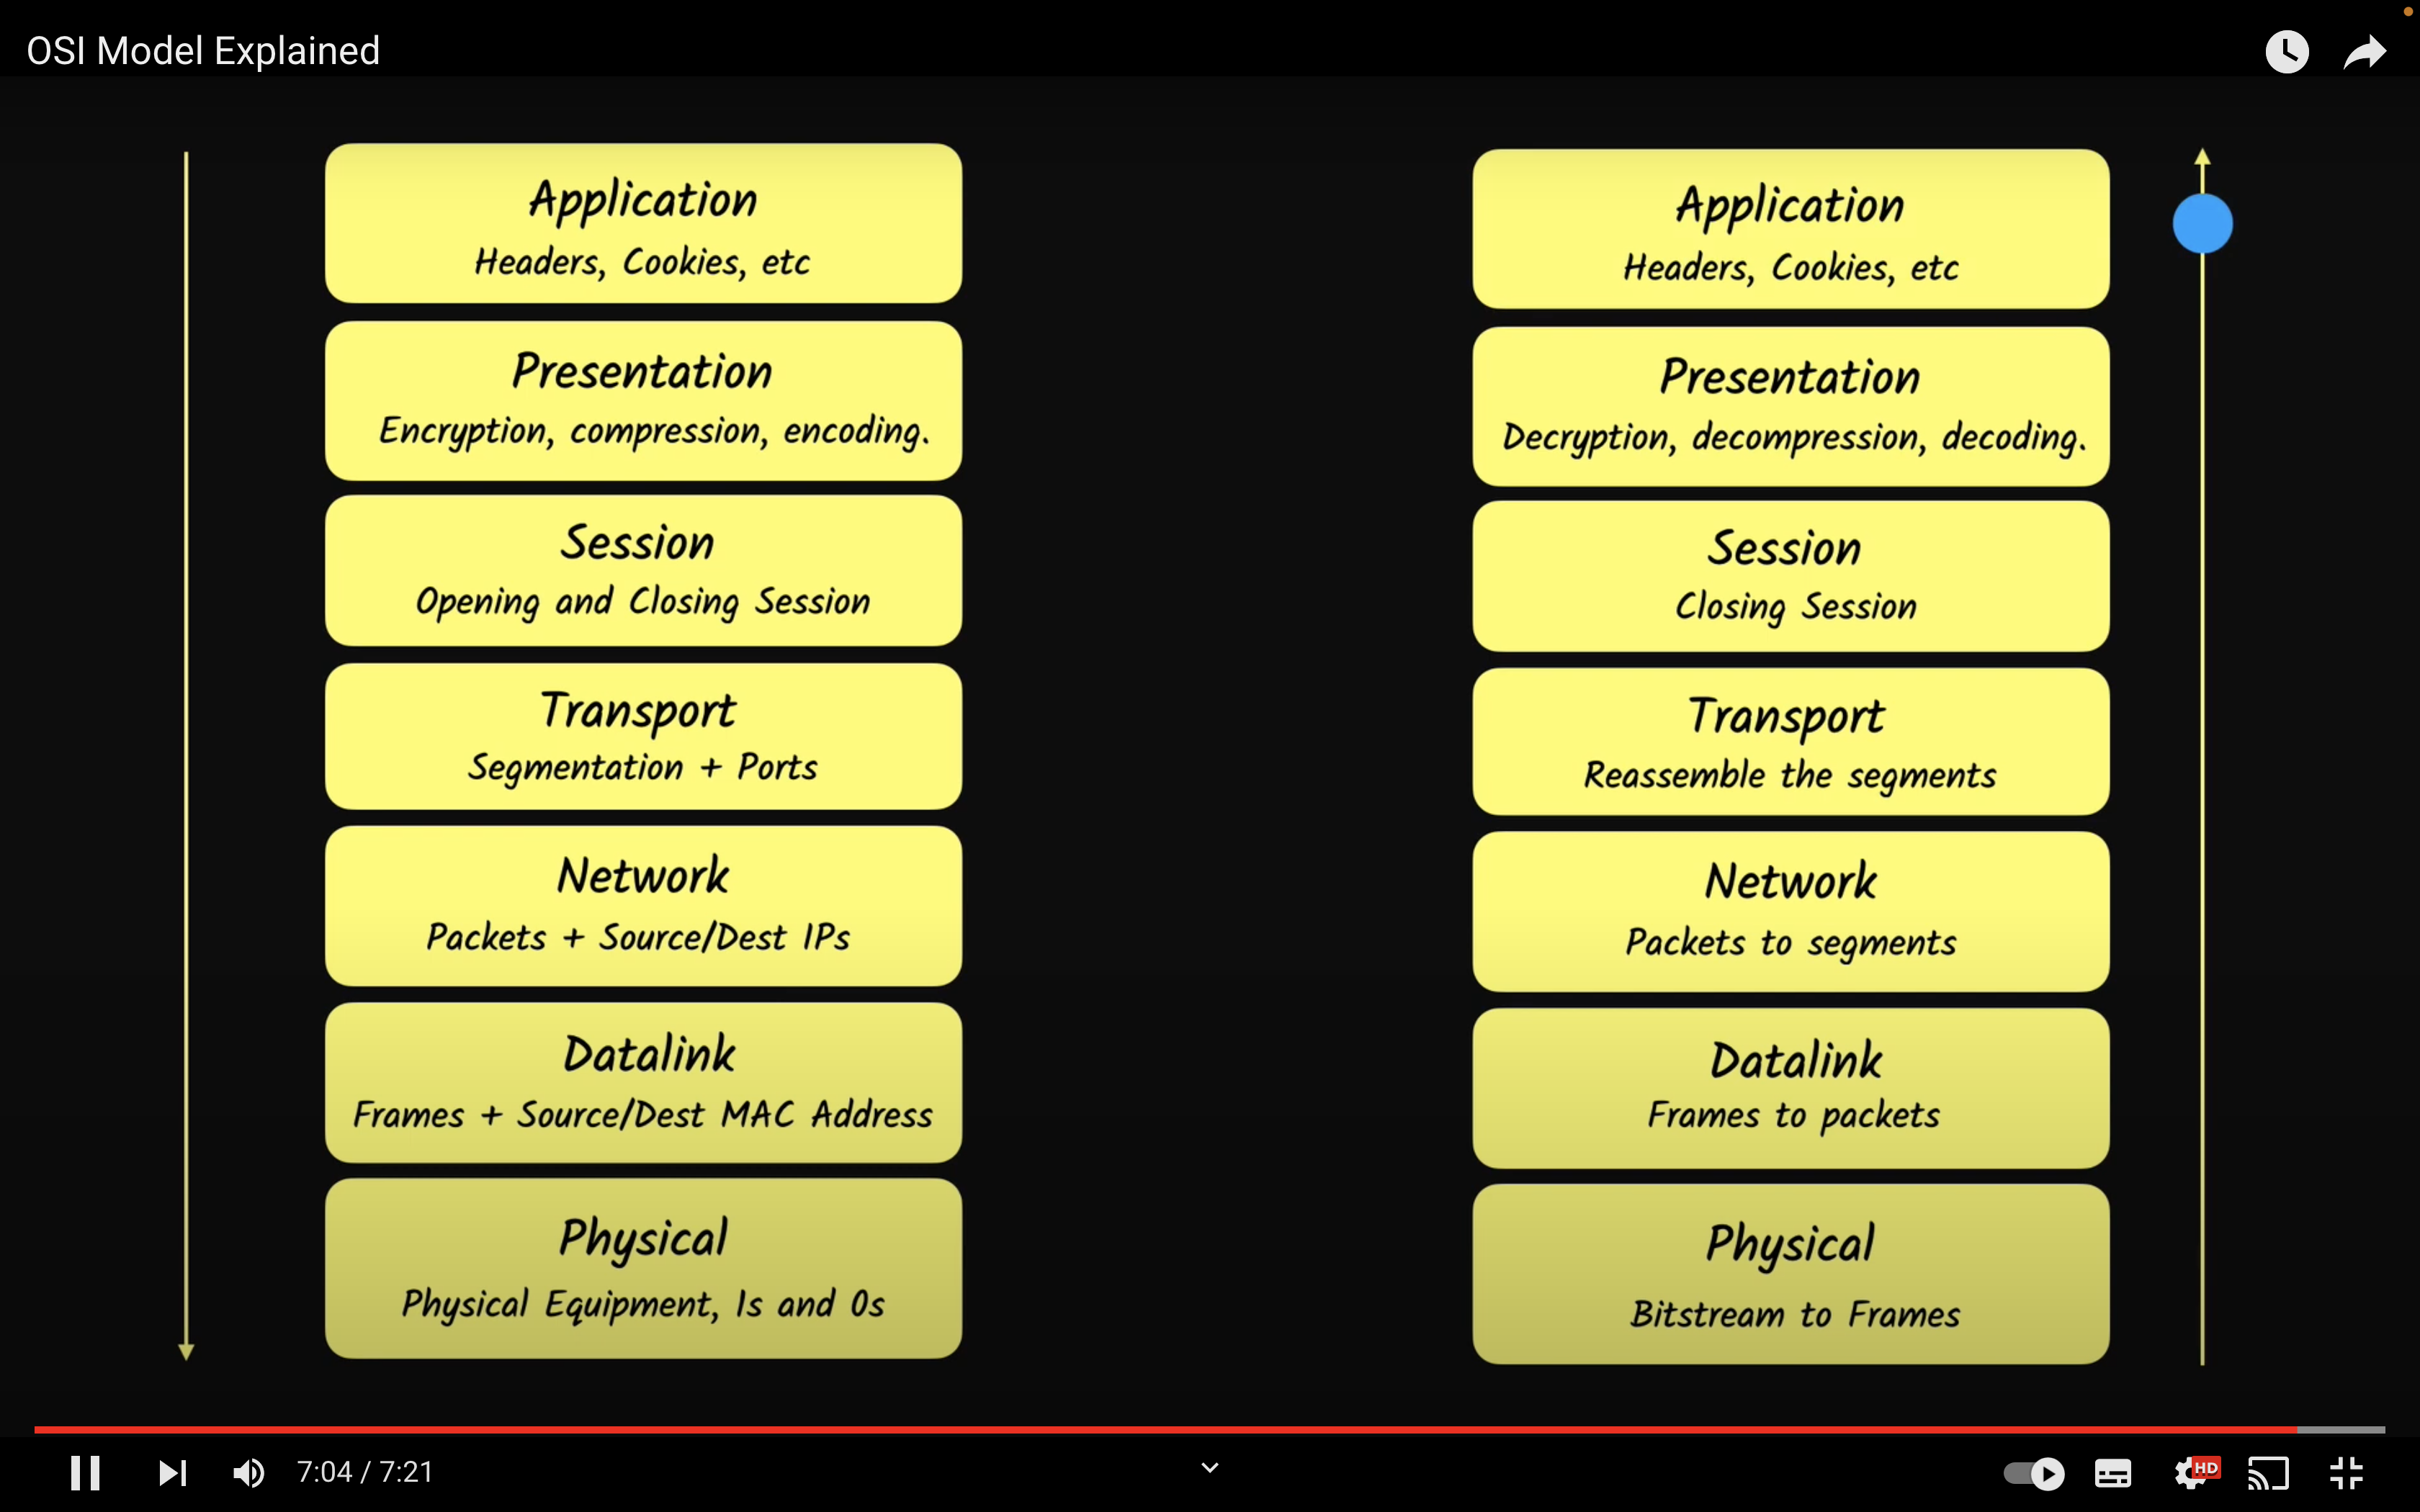 OSI Model Explained
Application
Headers, Cookies, etc
Presentation
Encryption, compression, encoding.
Session
Opening and Closing Session
Transport
Segmentation + Ports
Network
Packets + Source/Dest IPs
Datalink
Frames + Source/Dest MAC Address
Physical
Physical Equipment, 1s and 0s
Application
Headers, Cookies, etc
Presentation
Decryption, decompression, decoding.
Session
Closing Session
Transport
Reassemble the segments
Network
Packets to segments
Datalink
Frames to packets
Physical
Bitstream to Frames
7:04 / 7:21
HD